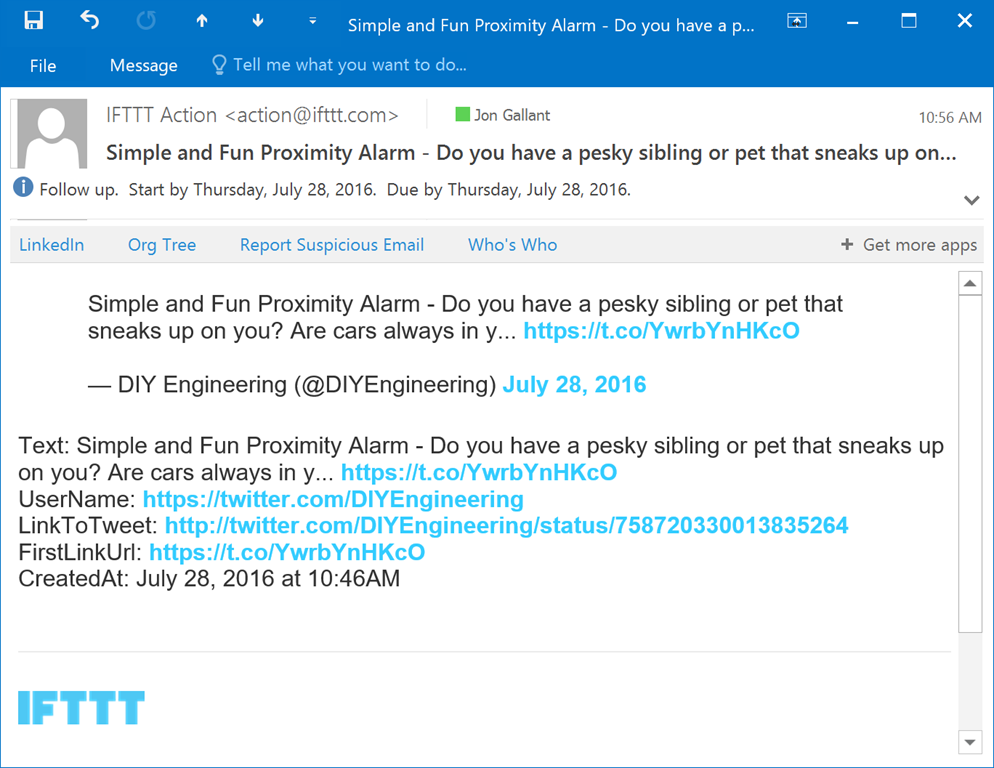 Simple and Fun Proximity Alarm - Do you have a p...
File Message Tell me what you want to do...
IFTTT Action <action@ifttt.com> Jon Gallant 10:56 AM
Simple and Fun Proximity Alarm - Do you have a pesky sibling or pet that sneaks up on...
Follow up. Start by Thursday, July 28, 2016. Due by Thursday, July 28, 2016.
LinkedIn Org Tree Report Suspicious Email Who's Who + Get more apps
Simple and Fun Proximity Alarm - Do you have a pesky sibling or pet that
sneaks up on you? Are cars always in y... https://t.co/YwrbYnHKcO
— DIY Engineering (@DIYEngineering) July 28, 2016
Text: Simple and Fun Proximity Alarm - Do you have a pesky sibling or pet that sneaks up
on you? Are cars always in y... https://t.co/YwrbYnHKcO
UserName: https://twitter.com/DIYEngineering
LinkToTweet: http://twitter.com/DIYEngineering/status/758720330013835264
FirstLinkUrl: https://t.co/YwrbYnHKcO
CreatedAt: July 28, 2016 at 10:46AM
IFTTT